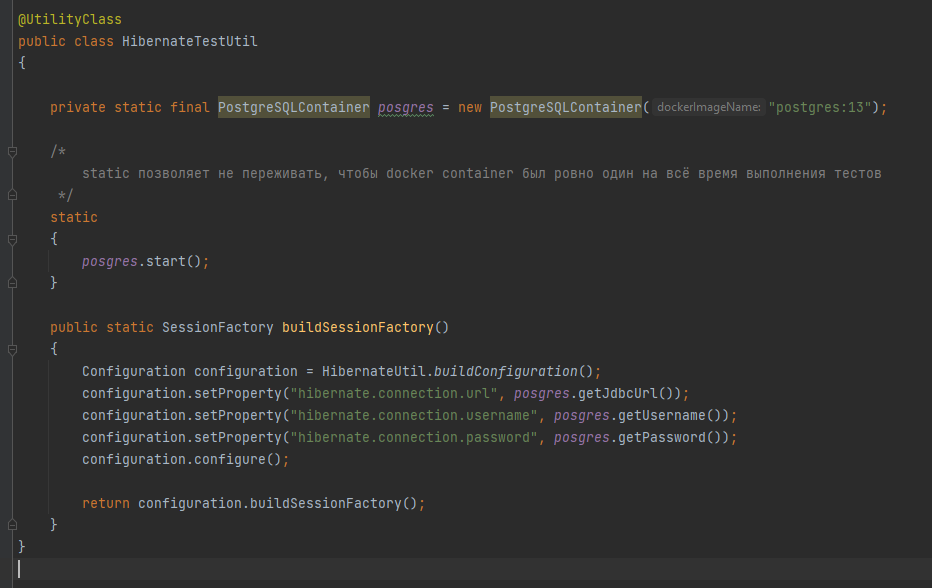 @UtilityClass
public class HibernateTestUtil
{
private static final PostgreSQLContainer posgres = new PostgreSQLContainer( dockerImageName: "postgres:13");
/*
static позволяет не переживать, чтобы docker container был ровно один на всё время выполнения тестов
*/
static
{
posgres.start();
}
public static SessionFactory buildSessionFactory()
{
Configuration configuration = HibernateUtil.buildConfiguration();
configuration.setProperty("hibernate.connection.url", posgres.getJdbcUrl());
configuration.setProperty("hibernate.connection.username", posgres.getUsername());
configuration.setProperty("hibernate.connection.password", posgres.getPassword());
configuration.configure();
return configuration.buildSessionFactory();
}
}